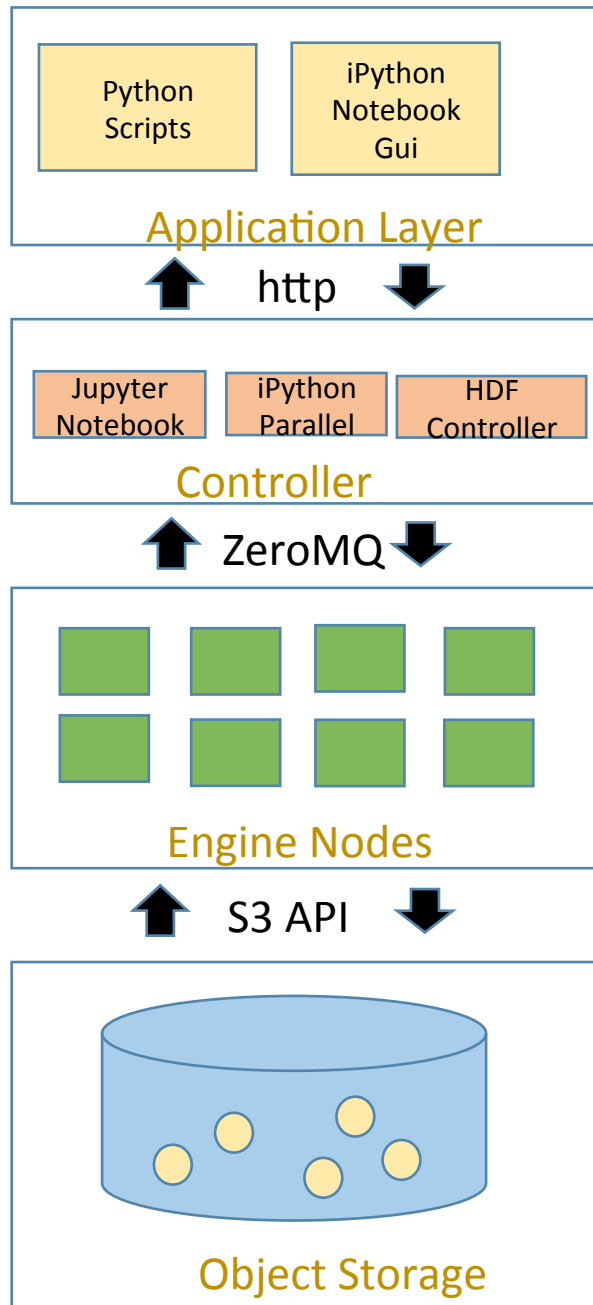 Python
Scripts
iPython
Notebook
Gui
Application Layer
http
Jupyter
Notebook
iPython
Parallel
HDF
Controller
Controller
ZeroMQ
Engine Nodes
S3 API
Object Storage